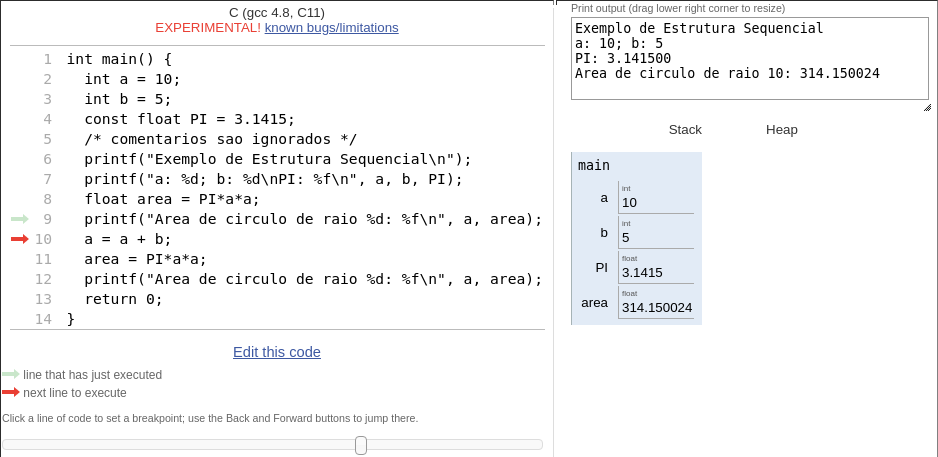 C (gcc 4.8, C11)
EXPERIMENTAL! known bugs/limitations
1 int main() {
2 int a = 10;
3 int b = 5;
4 const float PI = 3.1415;
5 /* comentarios sao ignorados */
6 printf("Exemplo de Estrutura Sequencial\n");
7 printf("a: %d; b: %d\nPI: %f\n", a, b, PI);
8 float area = PI*a*a;
9 printf("Area de circulo de raio %d: %f\n", a, area);
10 a = a + b;
11 area = PI*a*a;
12 printf("Area de circulo de raio %d: %f\n", a, area);
13 return 0;
14 }
Edit this code
line that has just executed
next line to execute
Click a line of code to set a breakpoint; use the Back and Forward buttons to jump there.
Print output (drag lower right corner to resize)
Exemplo de Estrutura Sequencial
a: 10; b: 5
PI: 3.141500
Area de circulo de raio 10: 314.150024
Stack Heap
main
int
a 10
int
b 5
float
PI 3.1415
float
area 314.150024